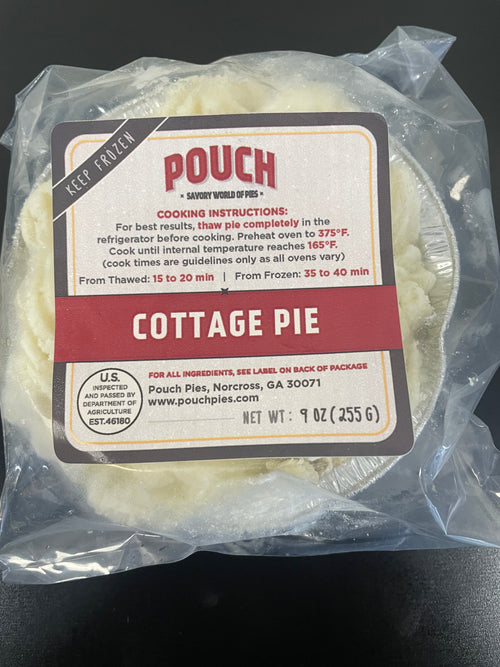 KEEP FROZEN
POUCH
• SAVORY WORLD OF PIES •
COOKING INSTRUCTIONS:
For best results, thaw pie completely in the
refrigerator before cooking. Preheat oven to 375°F.
Cook until internal temperature reaches 165°F.
(cook times are guidelines only as all ovens vary)
From Thawed: 15 to 20 min | From Frozen: 35 to 40 min
COTTAGE PIE
U.S.
INSPECTED
AND PASSED BY
DEPARTMENT OF
AGRICULTURE
EST.46180
FOR ALL INGREDIENTS, SEE LABEL ON BACK OF PACKAGE
Pouch Pies, Norcross, GA 30071
www.pouchpies.com
NET WT: 9 OZ (255 G)